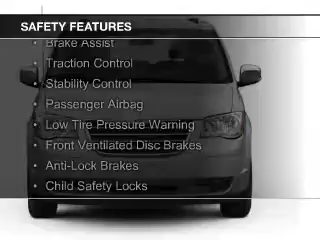 SAFETY FEATURES
• Brake Assist
• Traction Control
• Stability Control
• Passenger Airbag
• Low Tire Pressure Warning
• Front Ventilated Disc Brakes
• Anti-Lock Brakes
• Child Safety Locks